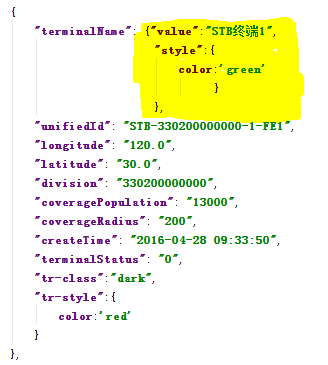 {
"terminalName": {"value":"STB终端1",
"style":{
color:'green'
}
},
"unifiedId": "STB-330200000000-1-FE1",
"longitude": "120.0",
"latitude": "30.0",
"division": "330200000000",
"coveragePopulation": "13000",
"coverageRadius": "200",
"createTime": "2016-04-28 09:33:50",
"terminalStatus": "0",
"tr-class":"dark",
"tr-style":{
color:'red'
}
},